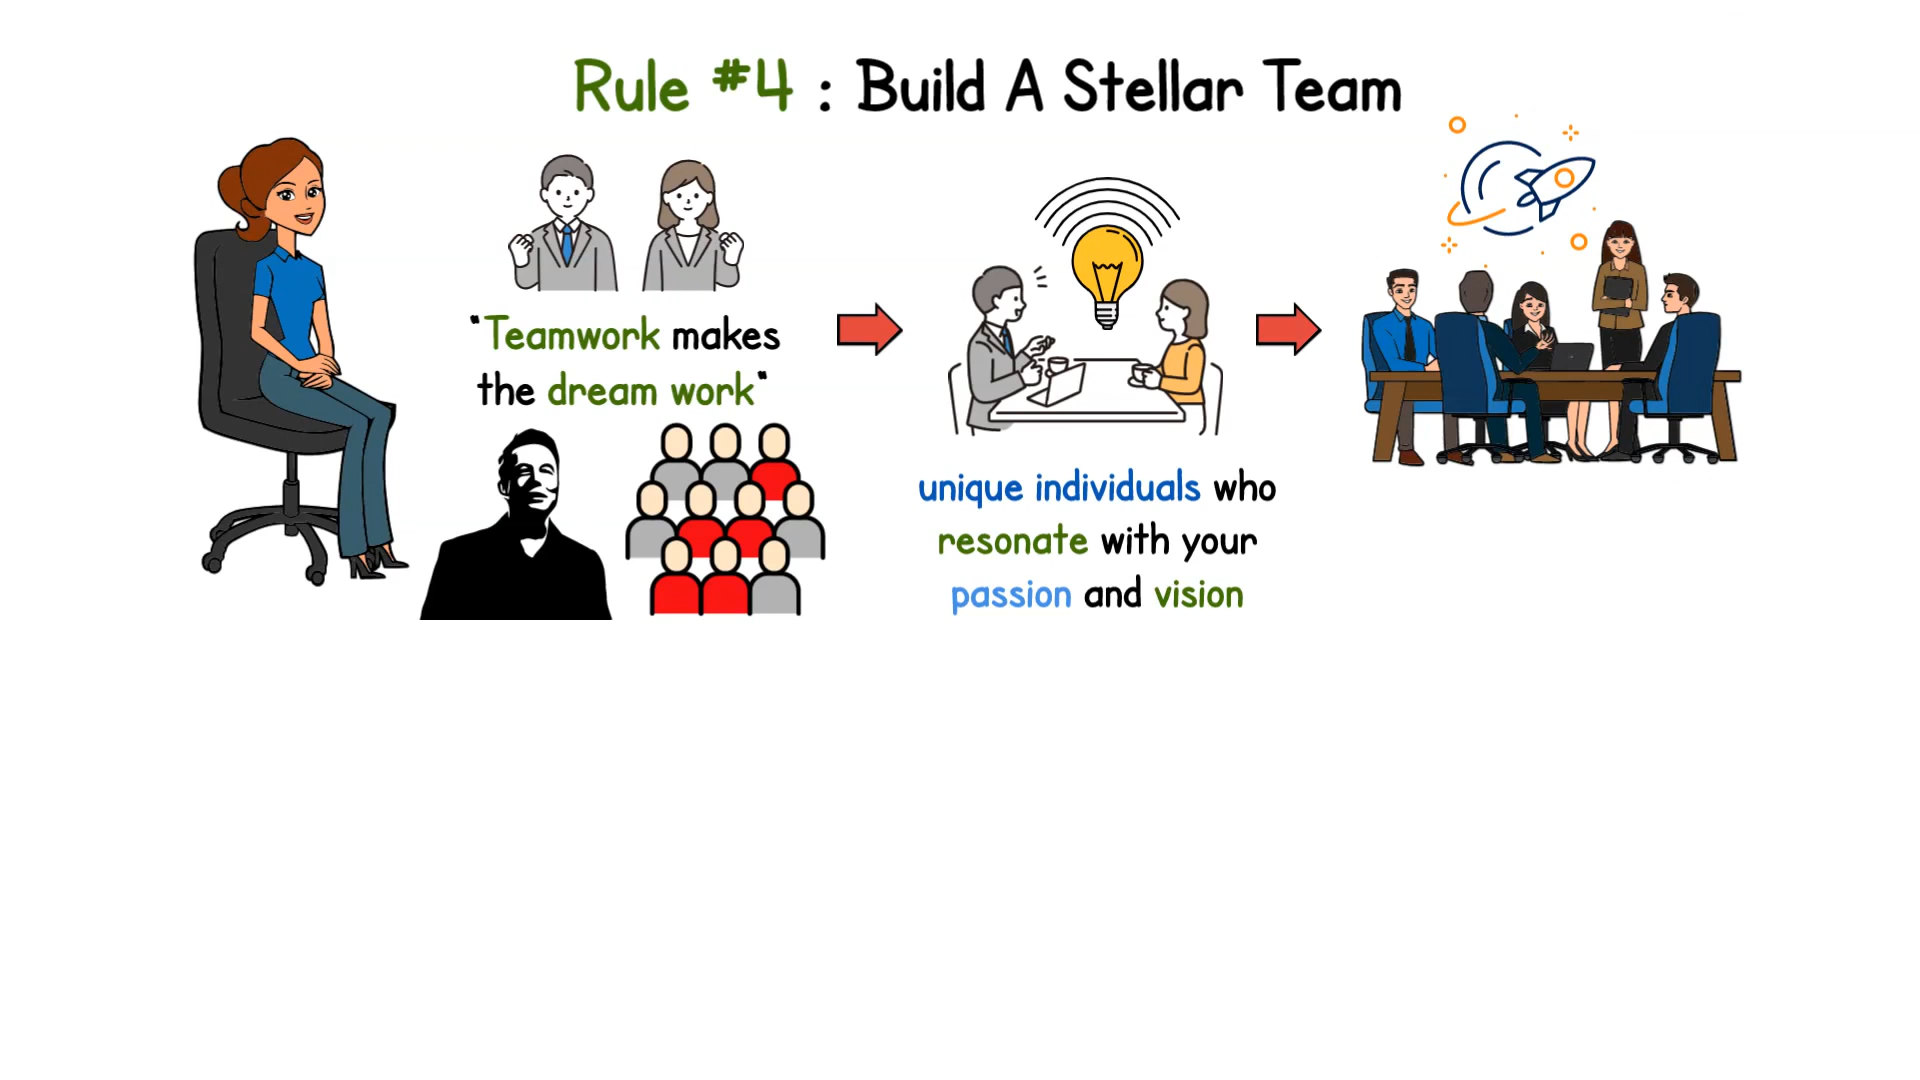 Rule #4 : Build A Stellar Team
"Teamwork makes
the dream work"
unique individuals who
resonate with your
passion and vision